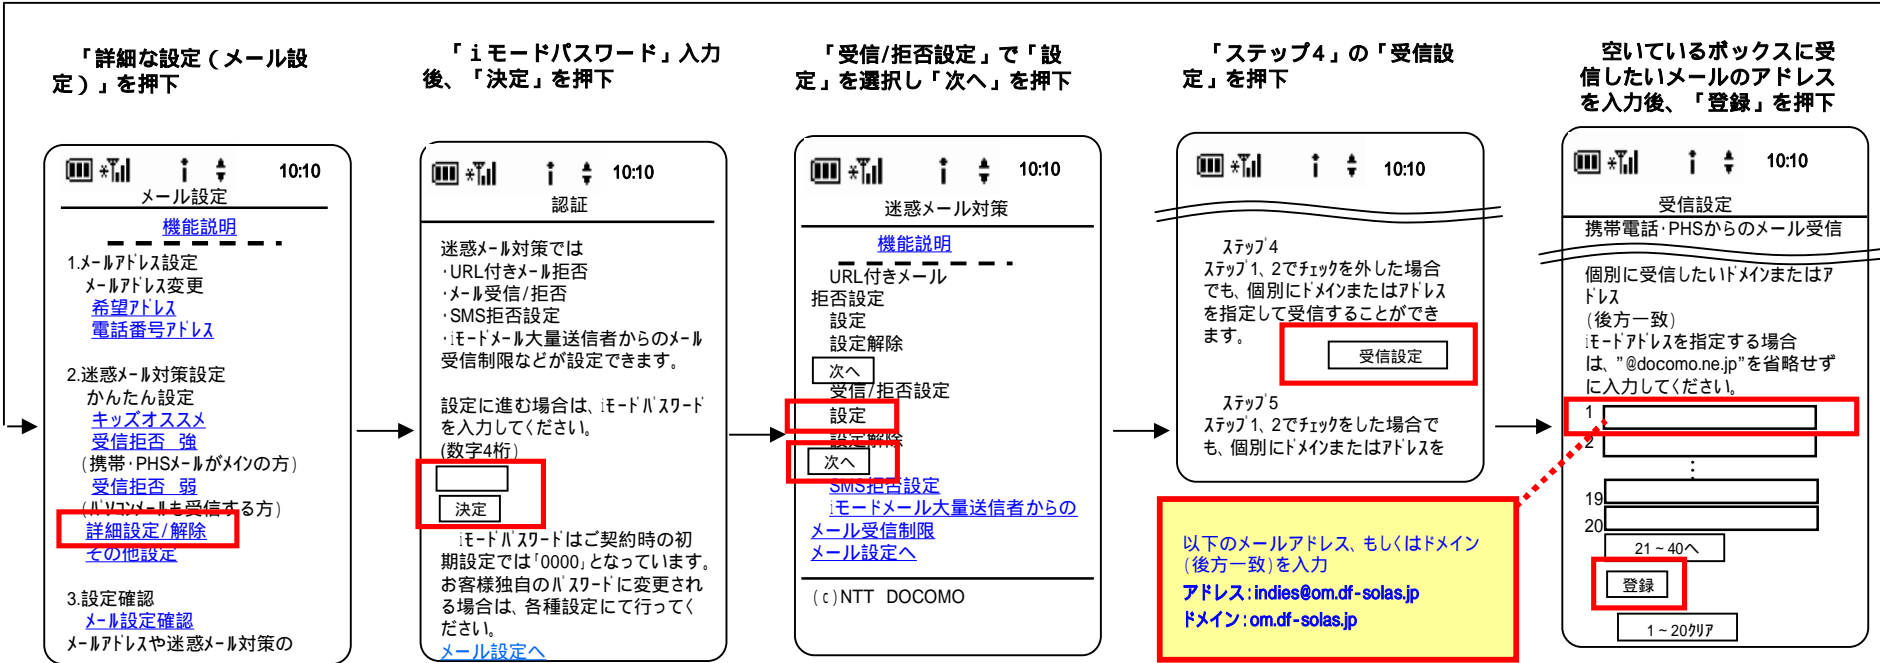 「詳細な設定（メール設
定）」を押下
「ｉモードパスワード」入力
後、「決定」を押下
「受信/拒否設定」で「設
定」を選択し「次へ」を押下
「ステップ4」の「受信設
定」を押下
空いているボックスに受
信したいメールのアドレス
を入力後、「登録」を押下
10:10
メール設定
機能説明
1.メールアドレス設定
メールアドレス変更
希望アドレス
電話番号アドレス
2.迷惑メール対策設定
かんたん設定
キッズオススメ
受信拒否 強
(携帯・PHSメールがメインの方)
受信拒否 弱
(パソコンメールも受信する方)
詳細設定/解除
その他設定
3.設定確認
メール設定確認
メールアドレスや迷惑メール対策の
10:10
認証
迷惑メール対策では
・URL付きメール拒否
・メール受信/拒否
・SMS拒否設定
・iモードメール大量送信者からのメール
受信制限などが設定できます。
設定に進む場合は、iモードパスワード
を入力してください。
(数字4桁)
決定
iモードパスワードはご契約時の初
期設定では「0000」となっています。
お客様独自のパスワードに変更され
る場合は、各種設定にて行ってく
ださい。
メール設定へ
10:10
迷惑メール対策
機能説明
URL付きメール
拒否設定
設定
設定解除
次へ
受信/拒否設定
設定
設定解除
次へ
SMS拒否設定
iモードメール大量送信者からの
メール受信制限
メール設定へ
(c)NTT DOCOMO
10:10
ステップ4
ステップ1、2でチェックを外した場合
でも、個別にドメインまたはアドレス
を指定して受信することができ
ます。
受信設定
ステップ5
ステップ1、2でチェックをした場合で
も、個別にドメインまたはアドレスを
以下のメールアドレス、もしくはドメイン
(後方一致)を入力
アドレス：indies@om.df-solas.jp
ドメイン：om.df-solas.jp
10:10
受信設定
携帯電話・PHSからのメール受信
個別に受信したいドメインまたはア
ドレス
(後方一致)
iモードアドレスを指定する場合
は、”@docomo.ne.jp”を省略せず
に入力してください。
1
2
⋮
19
20
21～40へ
登録
1～20クリア